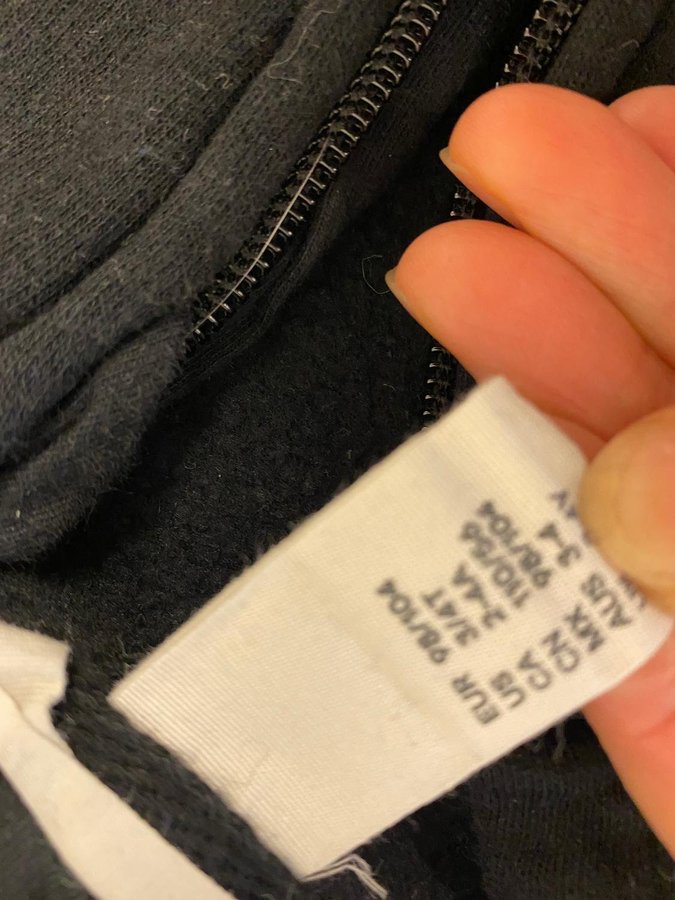 EUR 98/104
US 3/4T
CA 3/4A
CN 110/56
MX 98/104
AUS 3-4